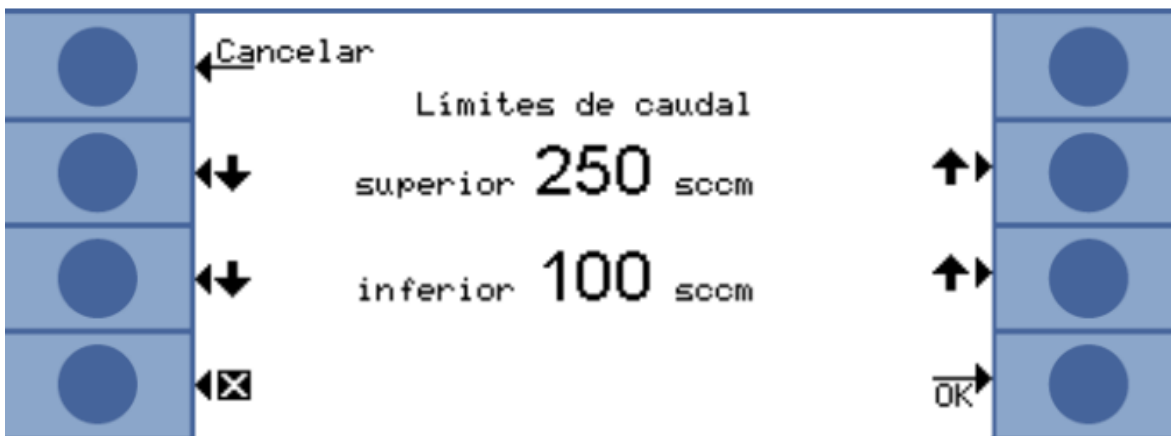 Cancelar
Límites de caudal
superior 250 sccm
inferior 100 sccm
OK